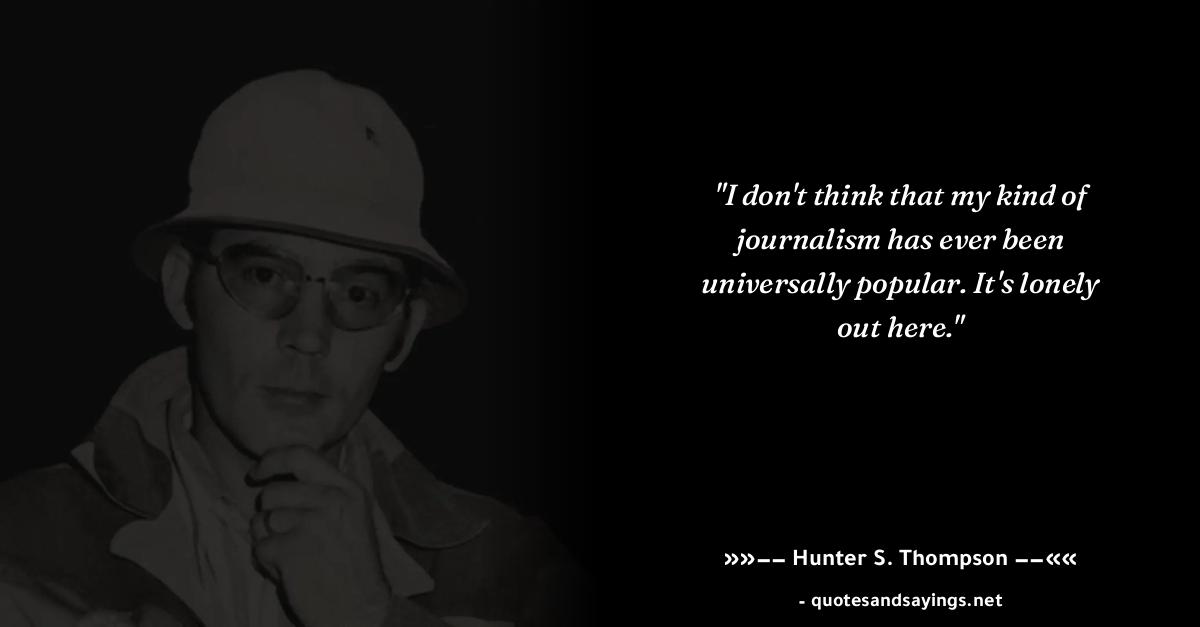 "I don't think that my kind of
journalism has ever been
universally popular. It's lonely
out here."
»»−− Hunter S. Thompson −−««
- quotesandsayings.net